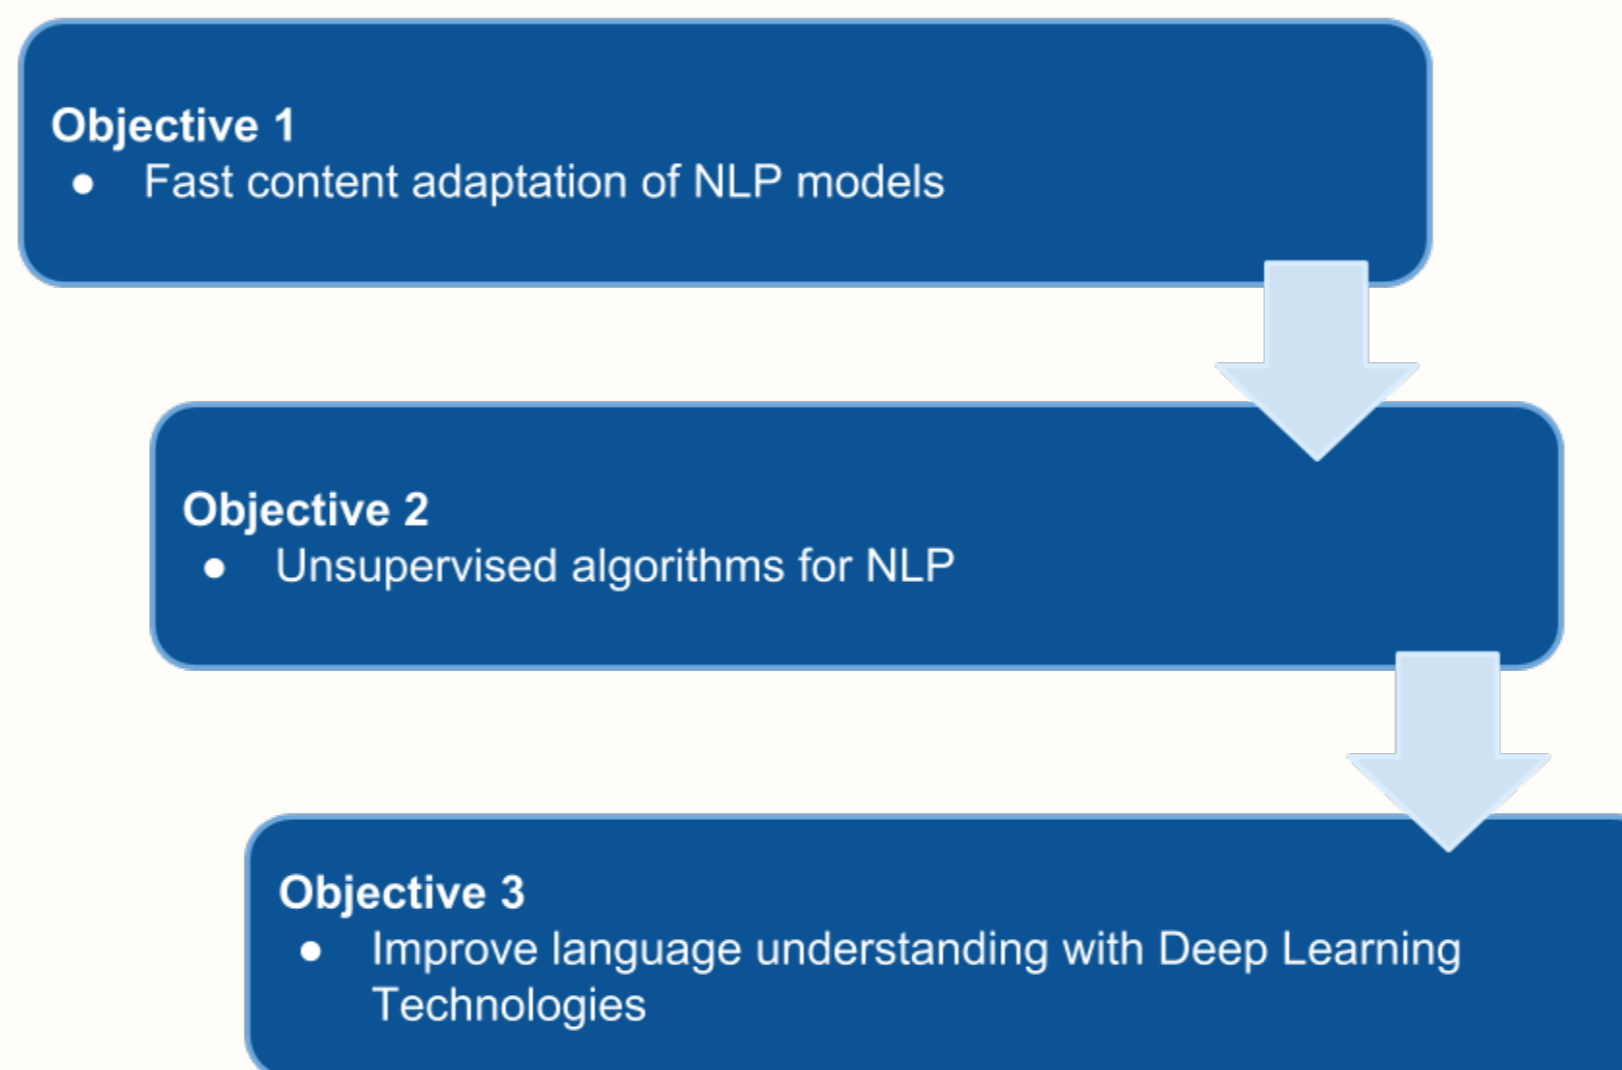 Objective 1
● Fast content adaptation of NLP models
Objective 2
● Unsupervised algorithms for NLP
Objective 3
● Improve language understanding with Deep Learning
Technologies